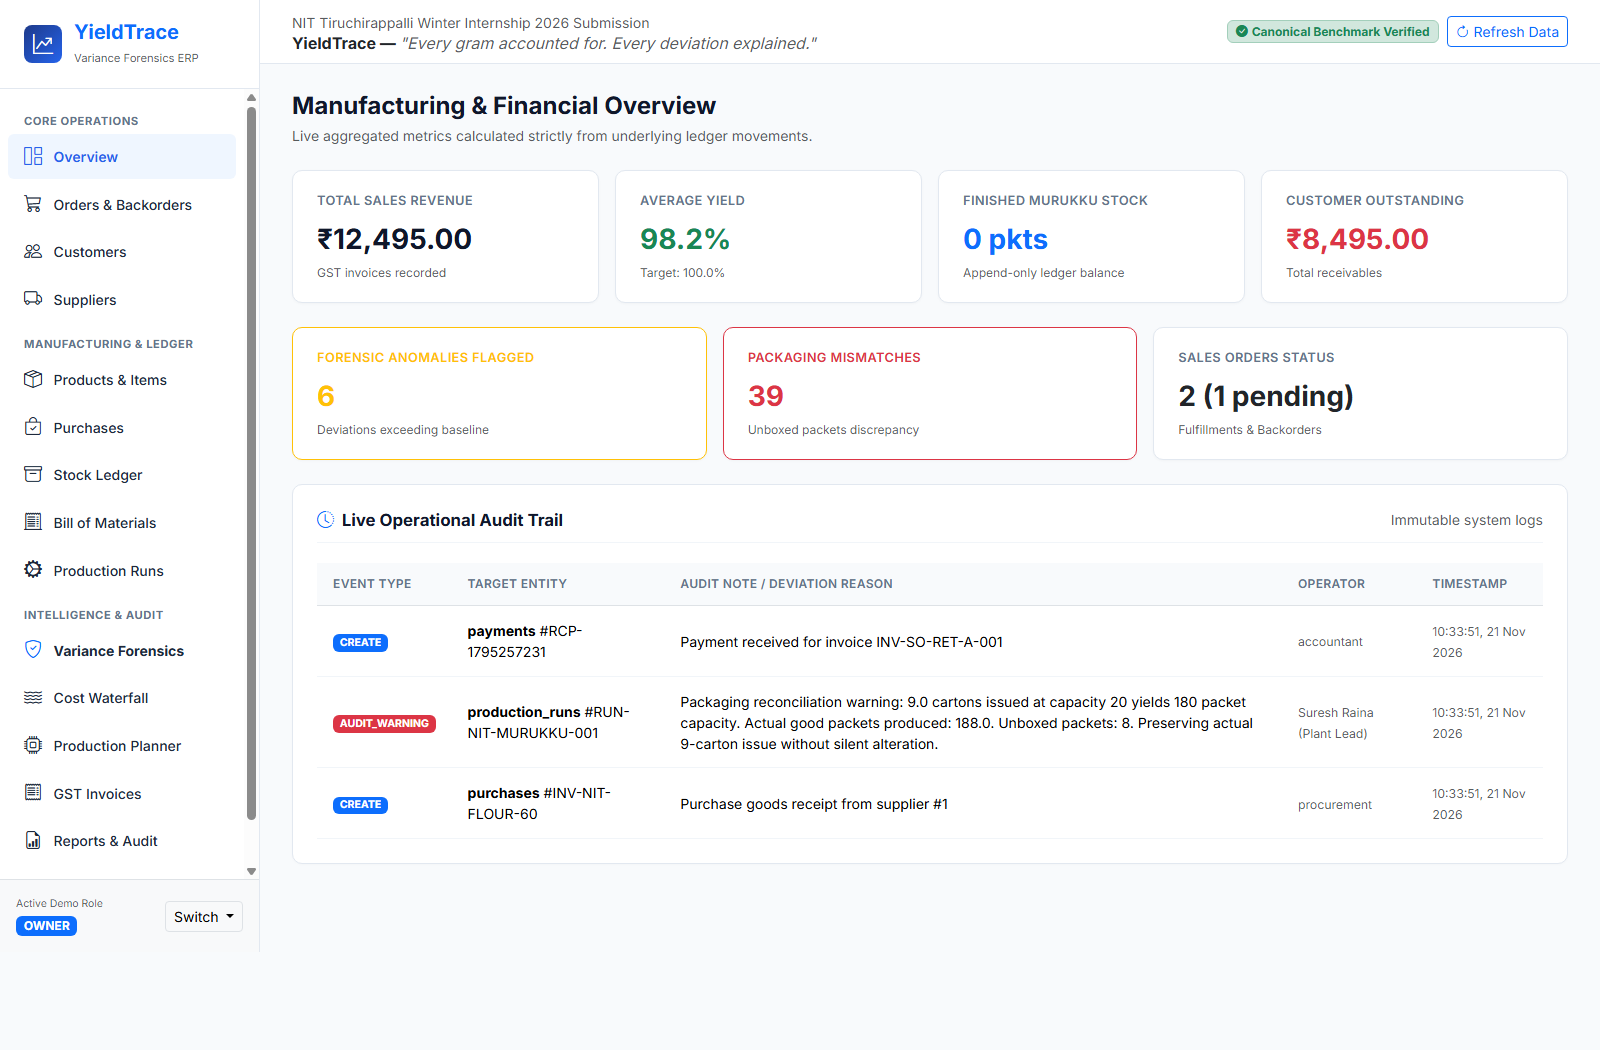 YieldTrace
Variance Forensics ERP
NIT Tiruchirappalli Winter Internship 2026 Submission
YieldTrace — "Every gram accounted for. Every deviation explained."
Canonical Benchmark Verified
Refresh Data
CORE OPERATIONS
Overview
Orders & Backorders
Customers
Suppliers
MANUFACTURING & LEDGER
Products & Items
Purchases
Stock Ledger
Bill of Materials
Production Runs
INTELLIGENCE & AUDIT
Variance Forensics
Cost Waterfall
Production Planner
GST Invoices
Reports & Audit
Active Demo Role
OWNER
Switch
Manufacturing & Financial Overview
Live aggregated metrics calculated strictly from underlying ledger movements.
TOTAL SALES REVENUE
₹12,495.00
GST invoices recorded
AVERAGE YIELD
98.2%
Target: 100.0%
FINISHED MURUKKU STOCK
0 pkts
Append-only ledger balance
CUSTOMER OUTSTANDING
₹8,495.00
Total receivables
FORENSIC ANOMALIES FLAGGED
6
Deviations exceeding baseline
PACKAGING MISMATCHES
39
Unboxed packets discrepancy
SALES ORDERS STATUS
2 (1 pending)
Fulfillments & Backorders
Live Operational Audit Trail
Immutable system logs
EVENT TYPE TARGET ENTITY AUDIT NOTE / DEVIATION REASON OPERATOR TIMESTAMP
CREATE
payments #RCP-
1795257231
Payment received for invoice INV-SO-RET-A-001
accountant
10:33:51, 21 Nov
2026
AUDIT_WARNING
production_runs #RUN-
NIT-MURUKKU-001
Packaging reconciliation warning: 9.0 cartons issued at capacity 20 yields 180 packet
capacity. Actual good packets produced: 188.0. Unboxed packets: 8. Preserving actual
9-carton issue without silent alteration.
Suresh Raina
(Plant Lead)
10:33:51, 21 Nov
2026
CREATE
purchases #INV-NIT-
FLOUR-60
Purchase goods receipt from supplier #1
procurement
10:33:51, 21 Nov
2026